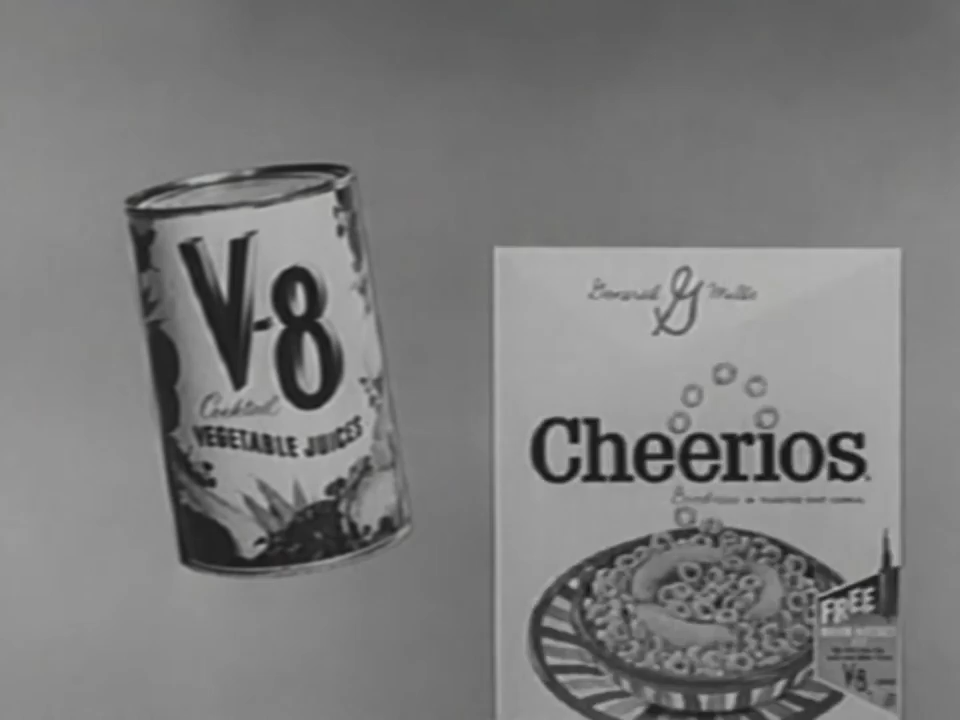 V-8
Cocktail
VEGETABLE JUICES
General G Mills
Cheerios
FREE
V8